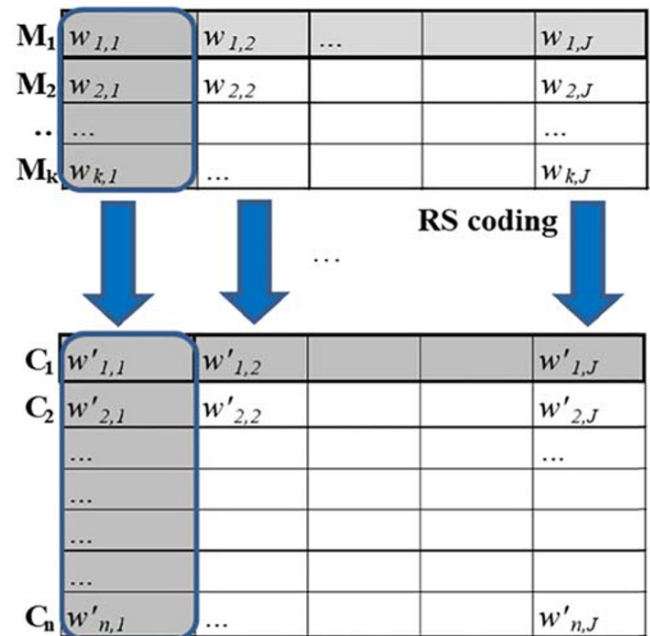 M₁ w₁,₁ w₁,₂ ... w₁,J
M₂ w₂,₁ w₂,₂ w₂,J
.. ... ...
Mₖ wₖ,₁ ... wₖ,J
RS coding
...
C₁ w'₁,₁ w'₁,₂ w'₁,J
C₂ w'₂,₁ w'₂,₂ w'₂,J
... ...
...
...
...
Cₙ w'ₙ,₁ ... w'ₙ,J